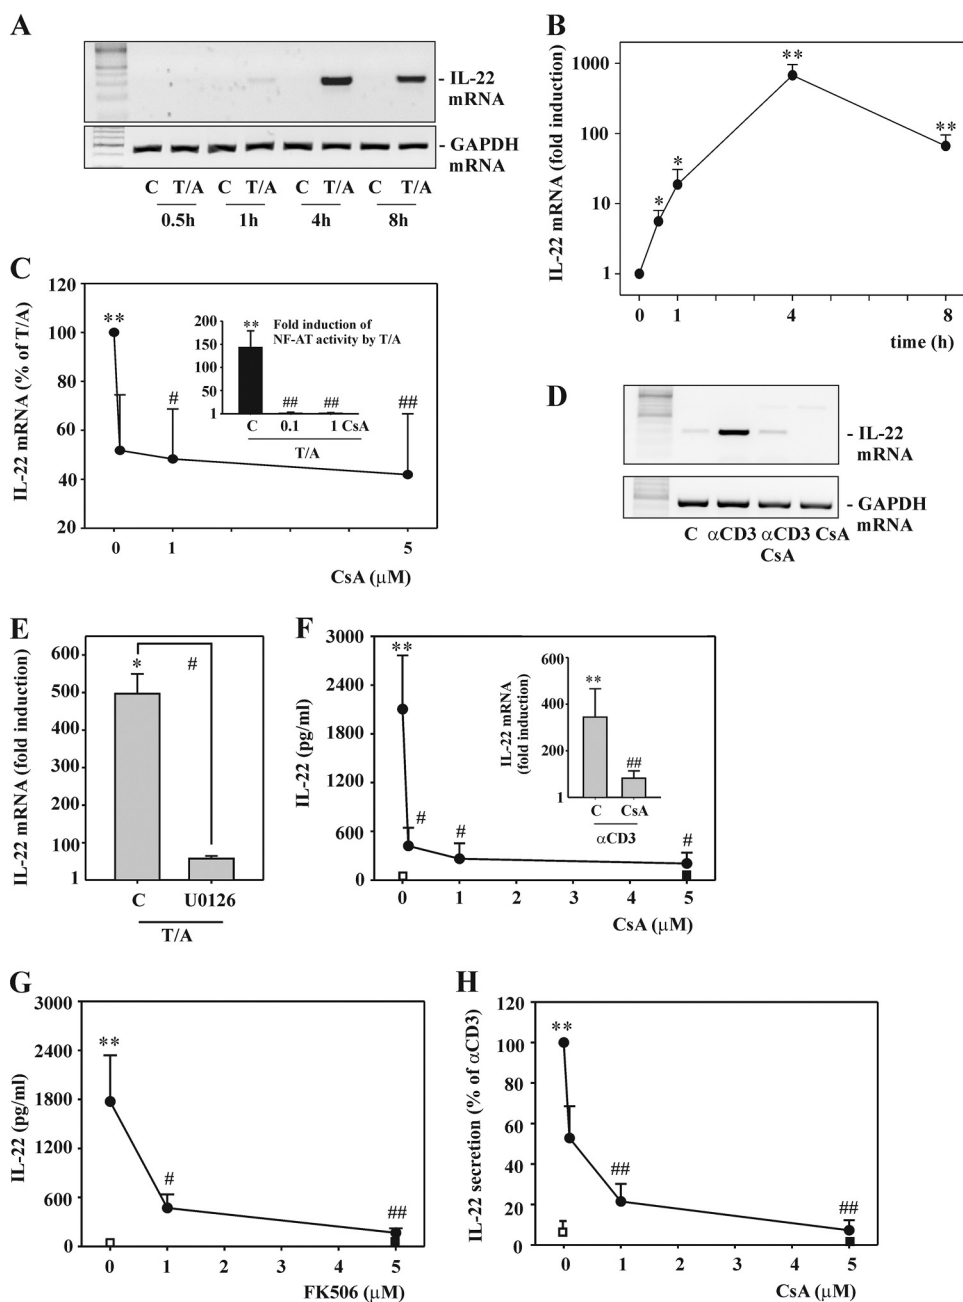 A
- IL-22
mRNA
- GAPDH
mRNA
C T/A C T/A C T/A C T/A
0.5h 1h 4h 8h
B
IL-22 mRNA (fold induction)
1000
100
10
1
**
**
*
*
0 1 4 8
time (h)
C
IL-22 mRNA (% of T/A)
120
100
80
60
40
20
**
#
##
0 1 5
CsA (μM)
200
150
100
50
1
**
Fold induction of
NF-AT activity by T/A
## ##
C 0.1 1 CsA
T/A
D
- IL-22
mRNA
- GAPDH
mRNA
C αCD3 αCD3 CsA
CsA
E
IL-22 mRNA (fold induction)
600
500
400
300
200
100
1
*
#
C U0126
T/A
F
IL-22 (pg/ml)
3000
2400
1800
1200
600
0
**
#
#
#
0 1 2 3 4 5
CsA (μM)
IL-22 mRNA
(fold induction)
600
400
200
1
**
##
C CsA
αCD3
G
IL-22 (pg/ml)
3000
2400
1800
1200
600
0
**
#
##
0 1 2 3 4 5
FK506 (μM)
H
IL-22 secretion (% of αCD3)
120
100
80
60
40
20
0
**
##
##
0 1 2 3 4 5
CsA (μM)